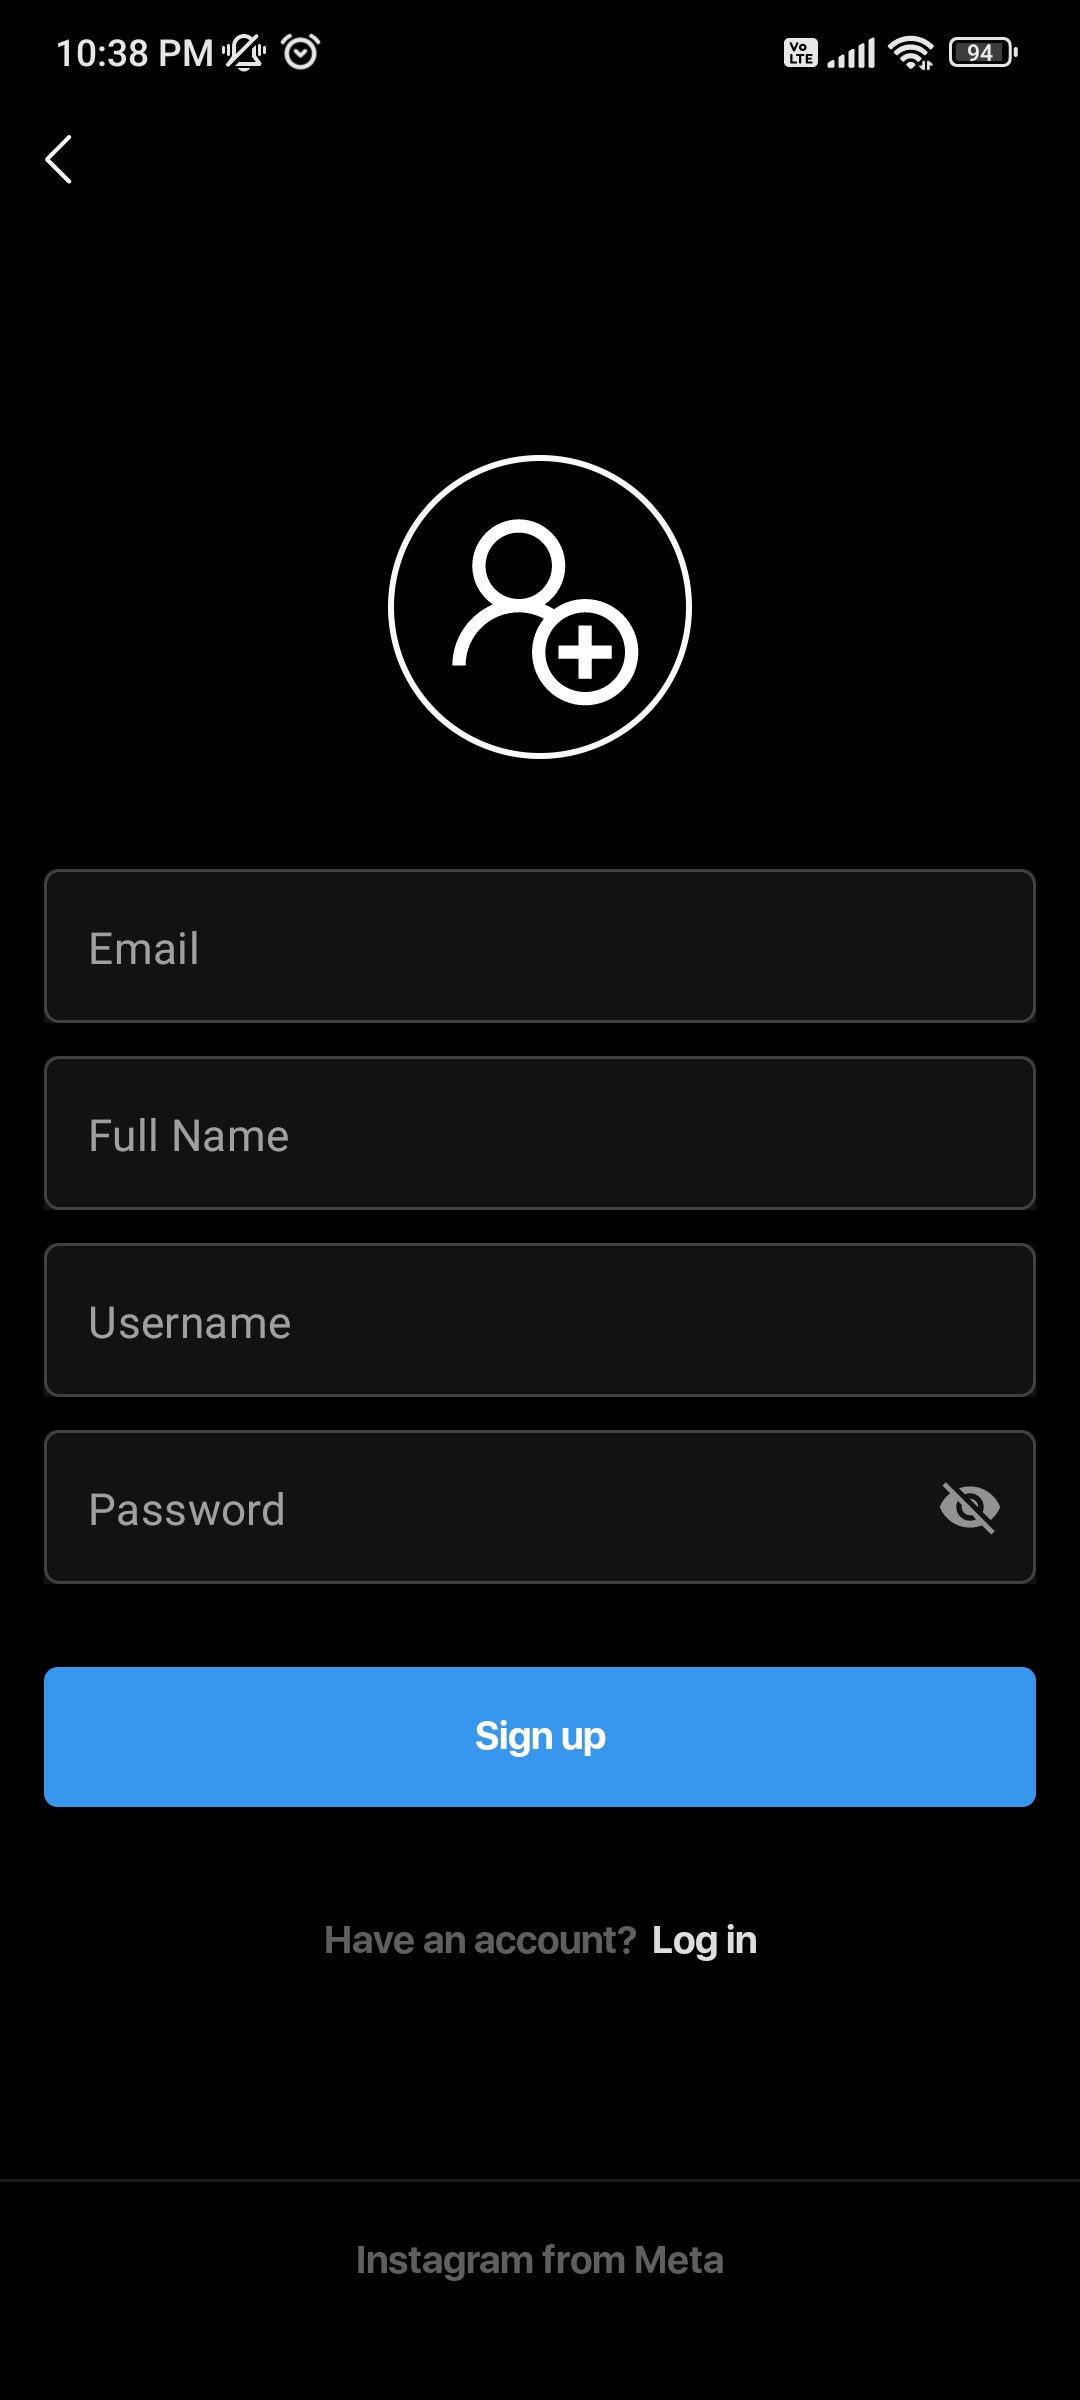 10:38 PM
Vo LTE
94
Email
Full Name
Username
Password
Sign up
Have an account? Log in
Instagram from Meta